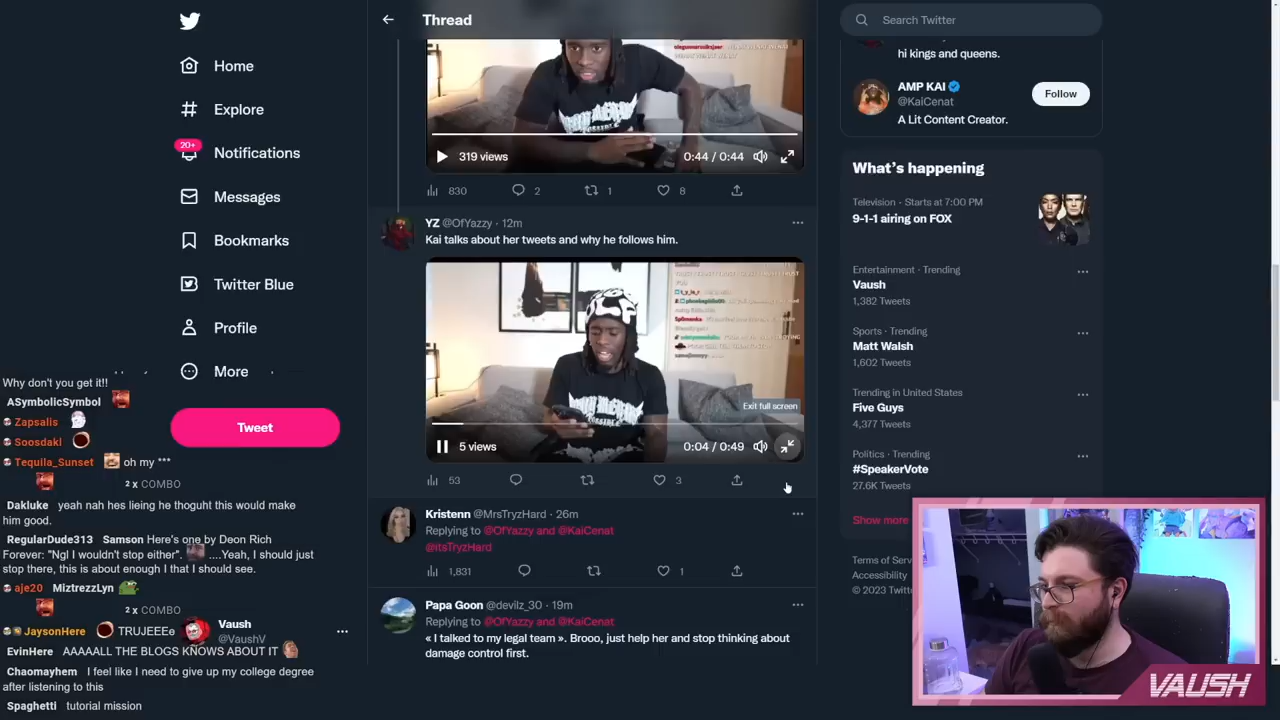 Home
Explore
20+
Notifications
Messages
Bookmarks
Twitter Blue
Profile
More
Tweet
Vaush
@VaushV
Why don't you get it!!
ASymbolicSymbol
Zapsalis
Soosdakl
Tequila_Sunset oh my ***
2 x COMBO
Dakluke yeah nah hes lieing he thoguht this would make
him good.
RegularDude313 Samson Here's one by Deon Rich
Forever: "Ngl I wouldn't stop either". ....Yeah, I should just
stop there, this is about enough I that I should see.
aje20 MiztrezzLyn
2 x COMBO
JaysonHere TRUJEEEe
EvinHere AAAAALL THE BLOGS KNOWS ABOUT IT
Chaomayhem I feel like I need to give up my college degree
after listening to this
Spaghetti tutorial mission
Thread
319 views
0:44 / 0:44
830 2 1 8
YZ @OfYazzy · 12m
Kai talks about her tweets and why he follows him.
Exit full screen
5 views
0:04 / 0:49
53 3
Kristenn @MrsTryzHard · 26m
Replying to @OfYazzy and @KaiCenat
@itsTryzHard
1,831 1
Papa Goon @devilz_30 · 19m
Replying to @OfYazzy and @KaiCenat
« I talked to my legal team ». Brooo, just help her and stop thinking about
damage control first.
Search Twitter
hi kings and queens.
AMP KAI
@KaiCenat
Follow
A Lit Content Creator.
What's happening
Television · Starts at 7:00 PM
9-1-1 airing on FOX
Entertainment · Trending
Vaush
1,382 Tweets
Sports · Trending
Matt Walsh
1,602 Tweets
Trending in United States
Five Guys
4,377 Tweets
Politics · Trending
#SpeakerVote
27.6K Tweets
Show more
Terms of Serv
Accessibility
© 2023 Twitt
VAUSH